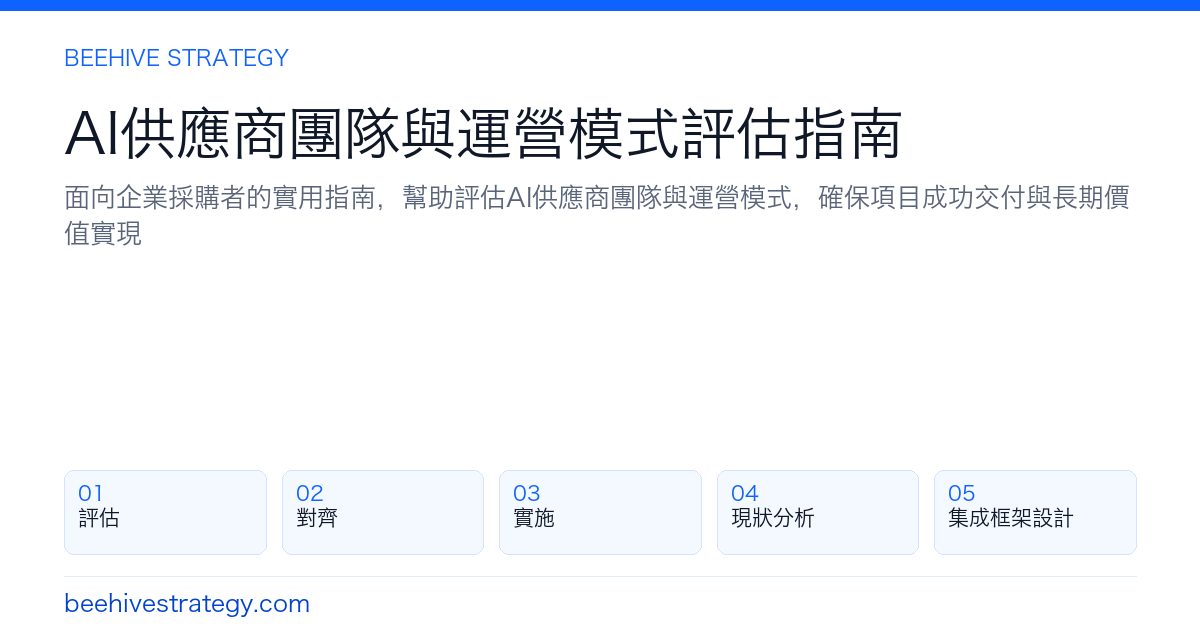 BEEHIVE STRATEGY
AI供應商團隊與運營模式評估指南
面向企業採購者的實用指南，幫助評估AI供應商團隊與運營模式，確保項目成功交付與長期價
值實現
01
評估
02
對齊
03
實施
04
現狀分析
05
集成框架設計
beehivestrategy.com